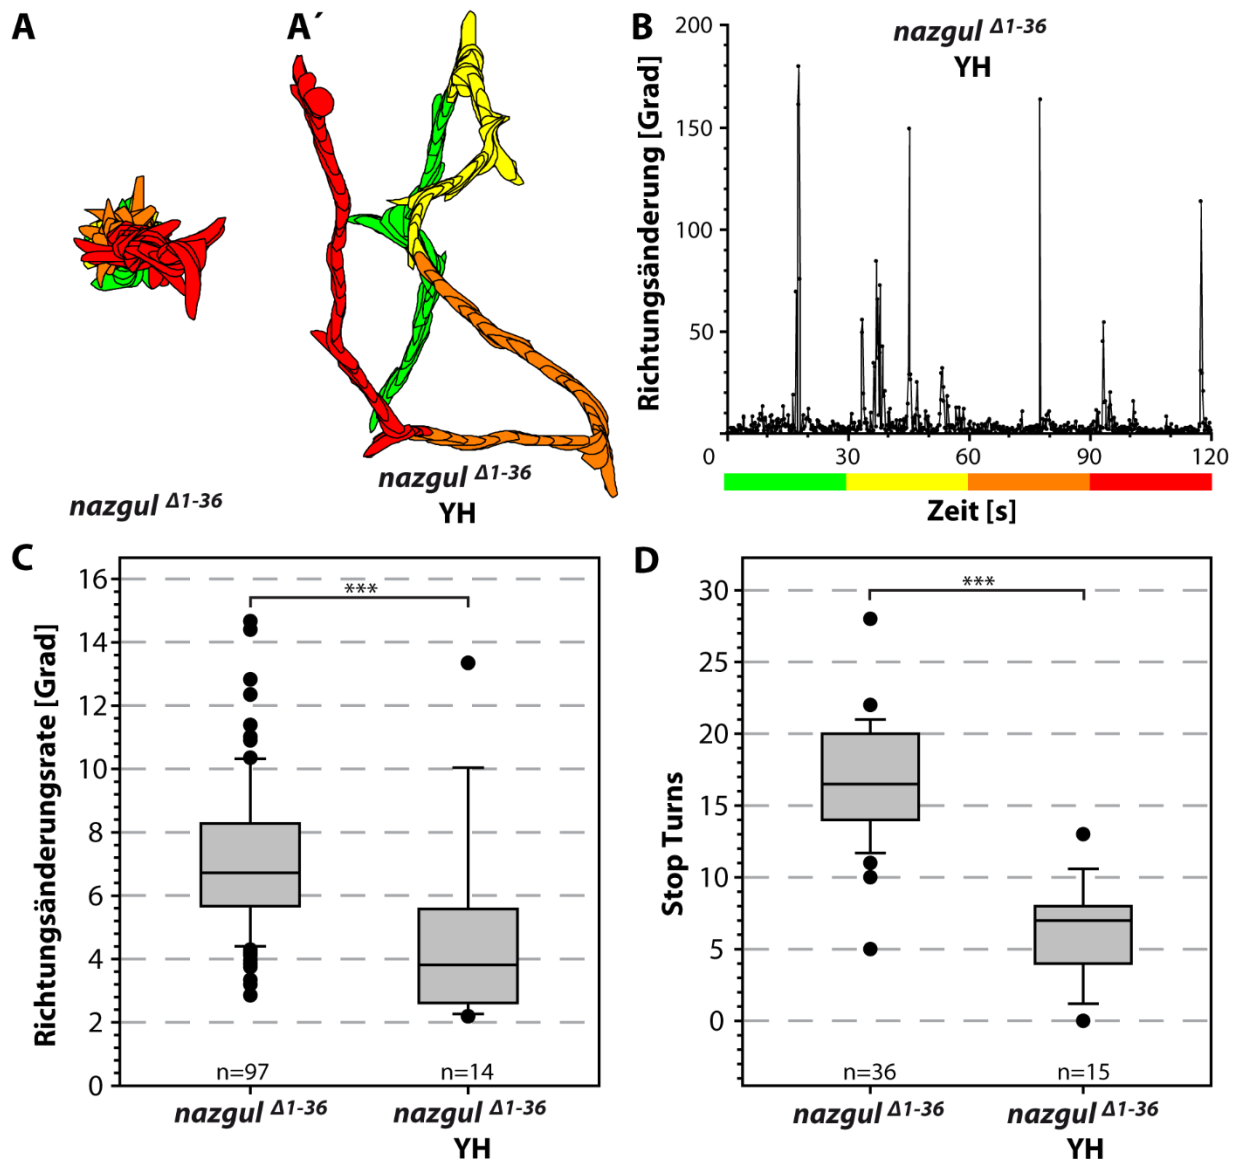 A
nazgul Δ1-36
A´
nazgul Δ1-36
YH
B
nazgul Δ1-36
YH
Richtungsänderung [Grad]
200
150
100
50
0
30
60
90
120
Zeit [s]
C
Richtungsänderungsrate [Grad]
16
14
12
10
8
6
4
2
0
***
n=97
n=14
nazgul Δ1-36
nazgul Δ1-36
YH
D
Stop Turns
30
25
20
15
10
5
0
***
n=36
n=15
nazgul Δ1-36
nazgul Δ1-36
YH